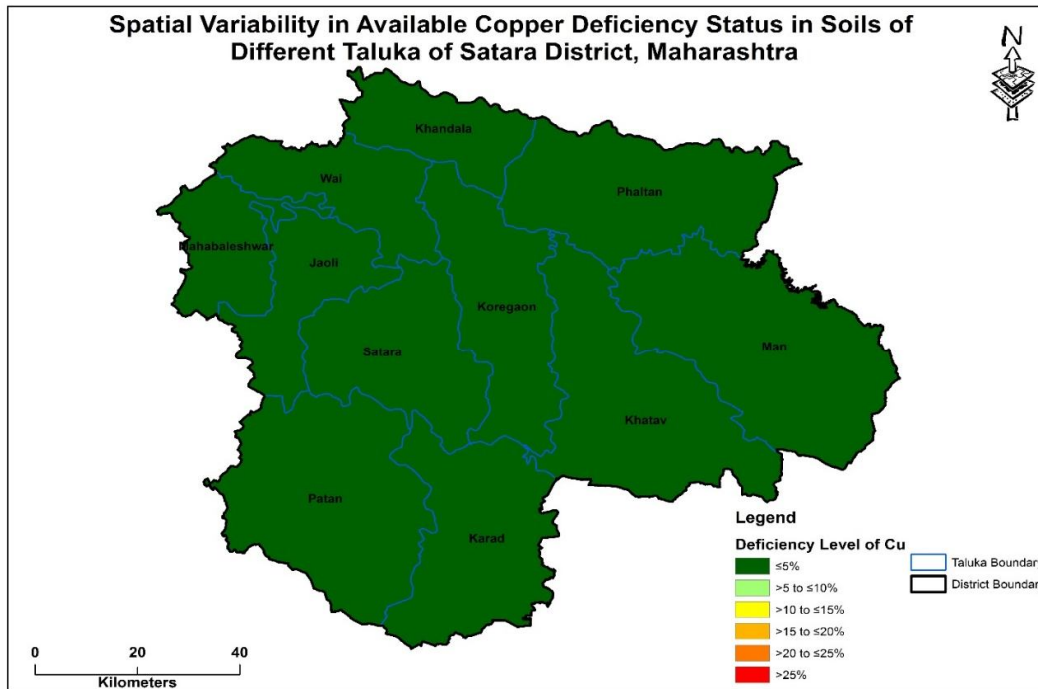 Spatial Variability in Available Copper Deficiency Status in Soils of
Different Taluka of Satara District, Maharashtra
N
Khandala
Wai
Phaltan
Mahabaleshwar
Jaoli
Koregaon
Satara
Man
Khatav
Patan
Karad
Legend
Deficiency Level of Cu
≤5%
>5 to ≤10%
>10 to ≤15%
>15 to ≤20%
>20 to ≤25%
>25%
Taluka Boundary
District Boundary
0 20 40
Kilometers